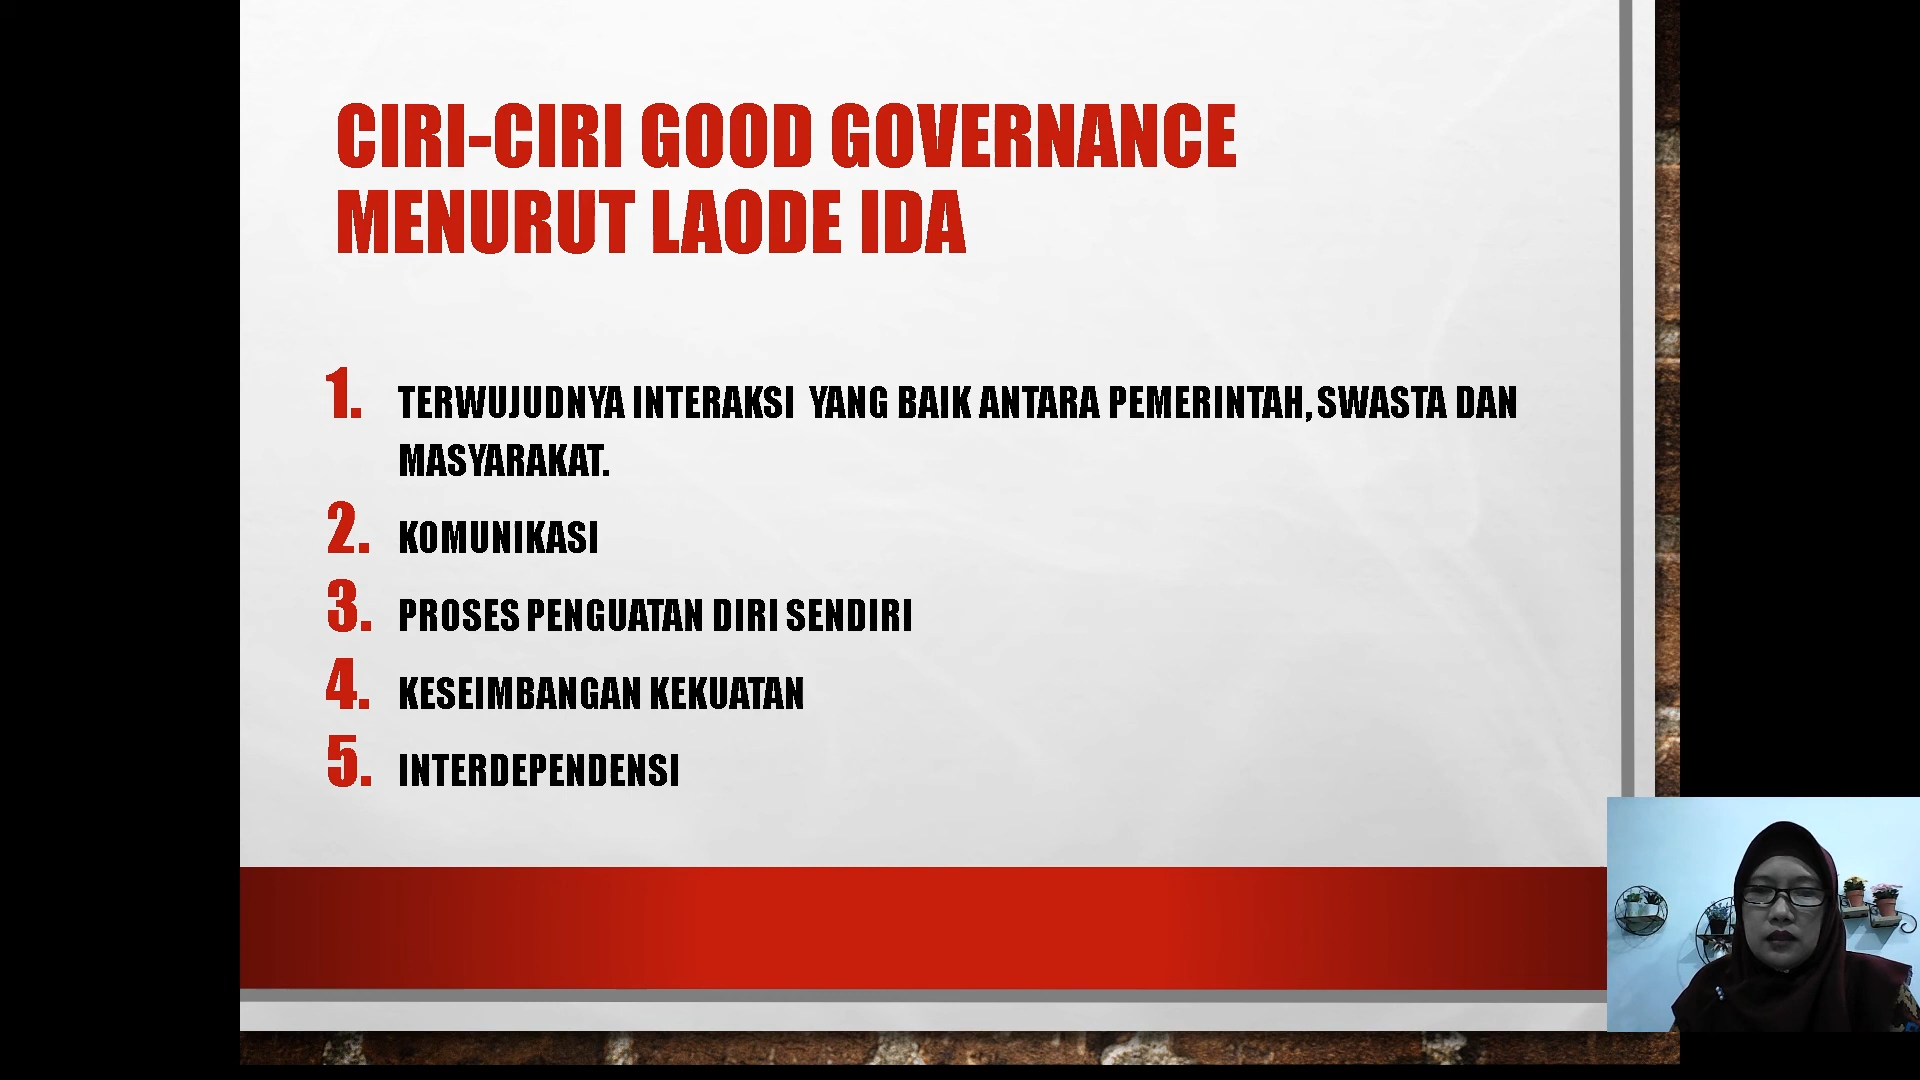 CIRI-CIRI GOOD GOVERNANCE
MENURUT LAODE IDA
1. TERWUJUDNYA INTERAKSI YANG BAIK ANTARA PEMERINTAH, SWASTA DAN
MASYARAKAT.
2. KOMUNIKASI
3. PROSES PENGUATAN DIRI SENDIRI
4. KESEIMBANGAN KEKUATAN
5. INTERDEPENDENSI